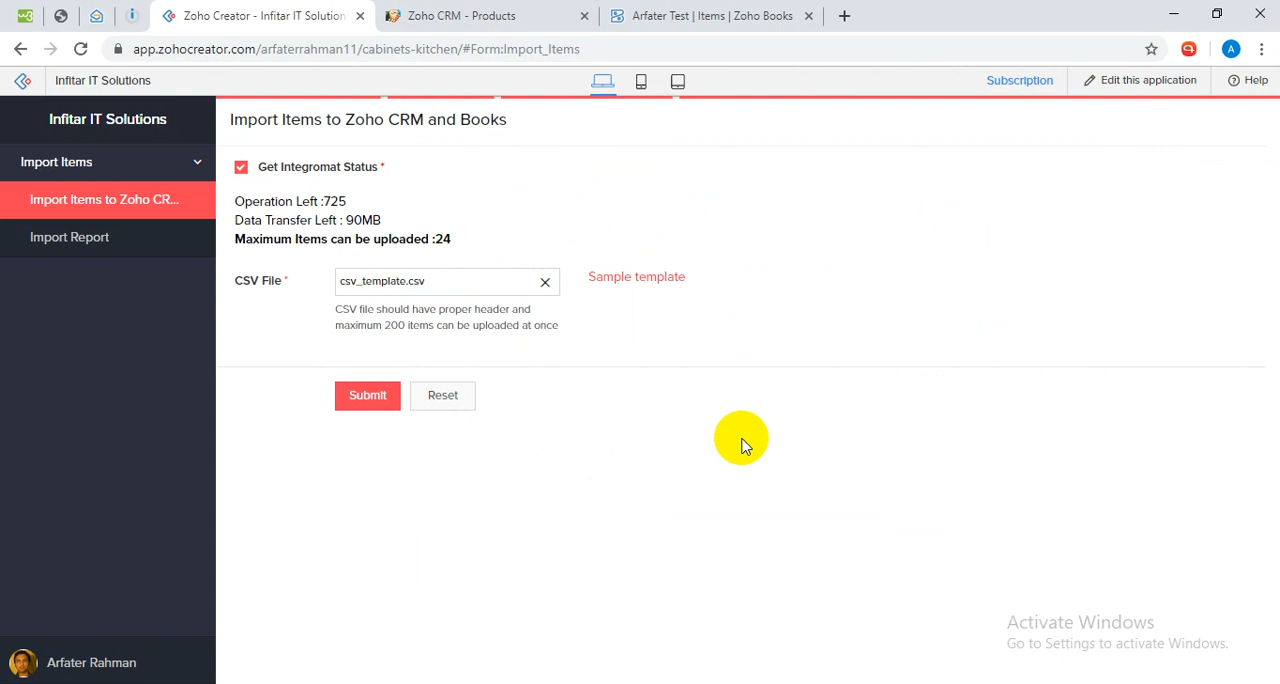 Zoho Creator - Infitar IT Solution
Zoho CRM - Products
Arfater Test | Items | Zoho Books
app.zohocreator.com/arfaterrahman11/cabinets-kitchen/#Form:Import_Items
A
Infitar IT Solutions
Subscription
Edit this application
Help
Infitar IT Solutions
Import Items
Import Items to Zoho CR...
Import Report
Import Items to Zoho CRM and Books
Get Integromat Status *
Operation Left :725
Data Transfer Left : 90MB
Maximum Items can be uploaded :24
CSV File *
csv_template.csv
Sample template
CSV file should have proper header and
maximum 200 items can be uploaded at once
Submit
Reset
Activate Windows
Go to Settings to activate Windows.
Arfater Rahman